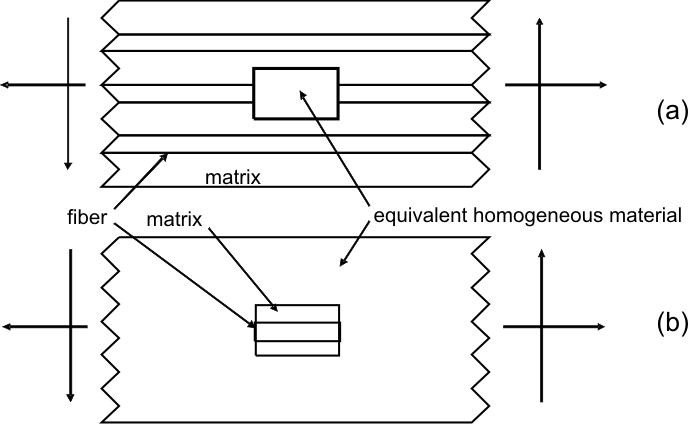 (a)
matrix
fiber
matrix
equivalent homogeneous material
(b)